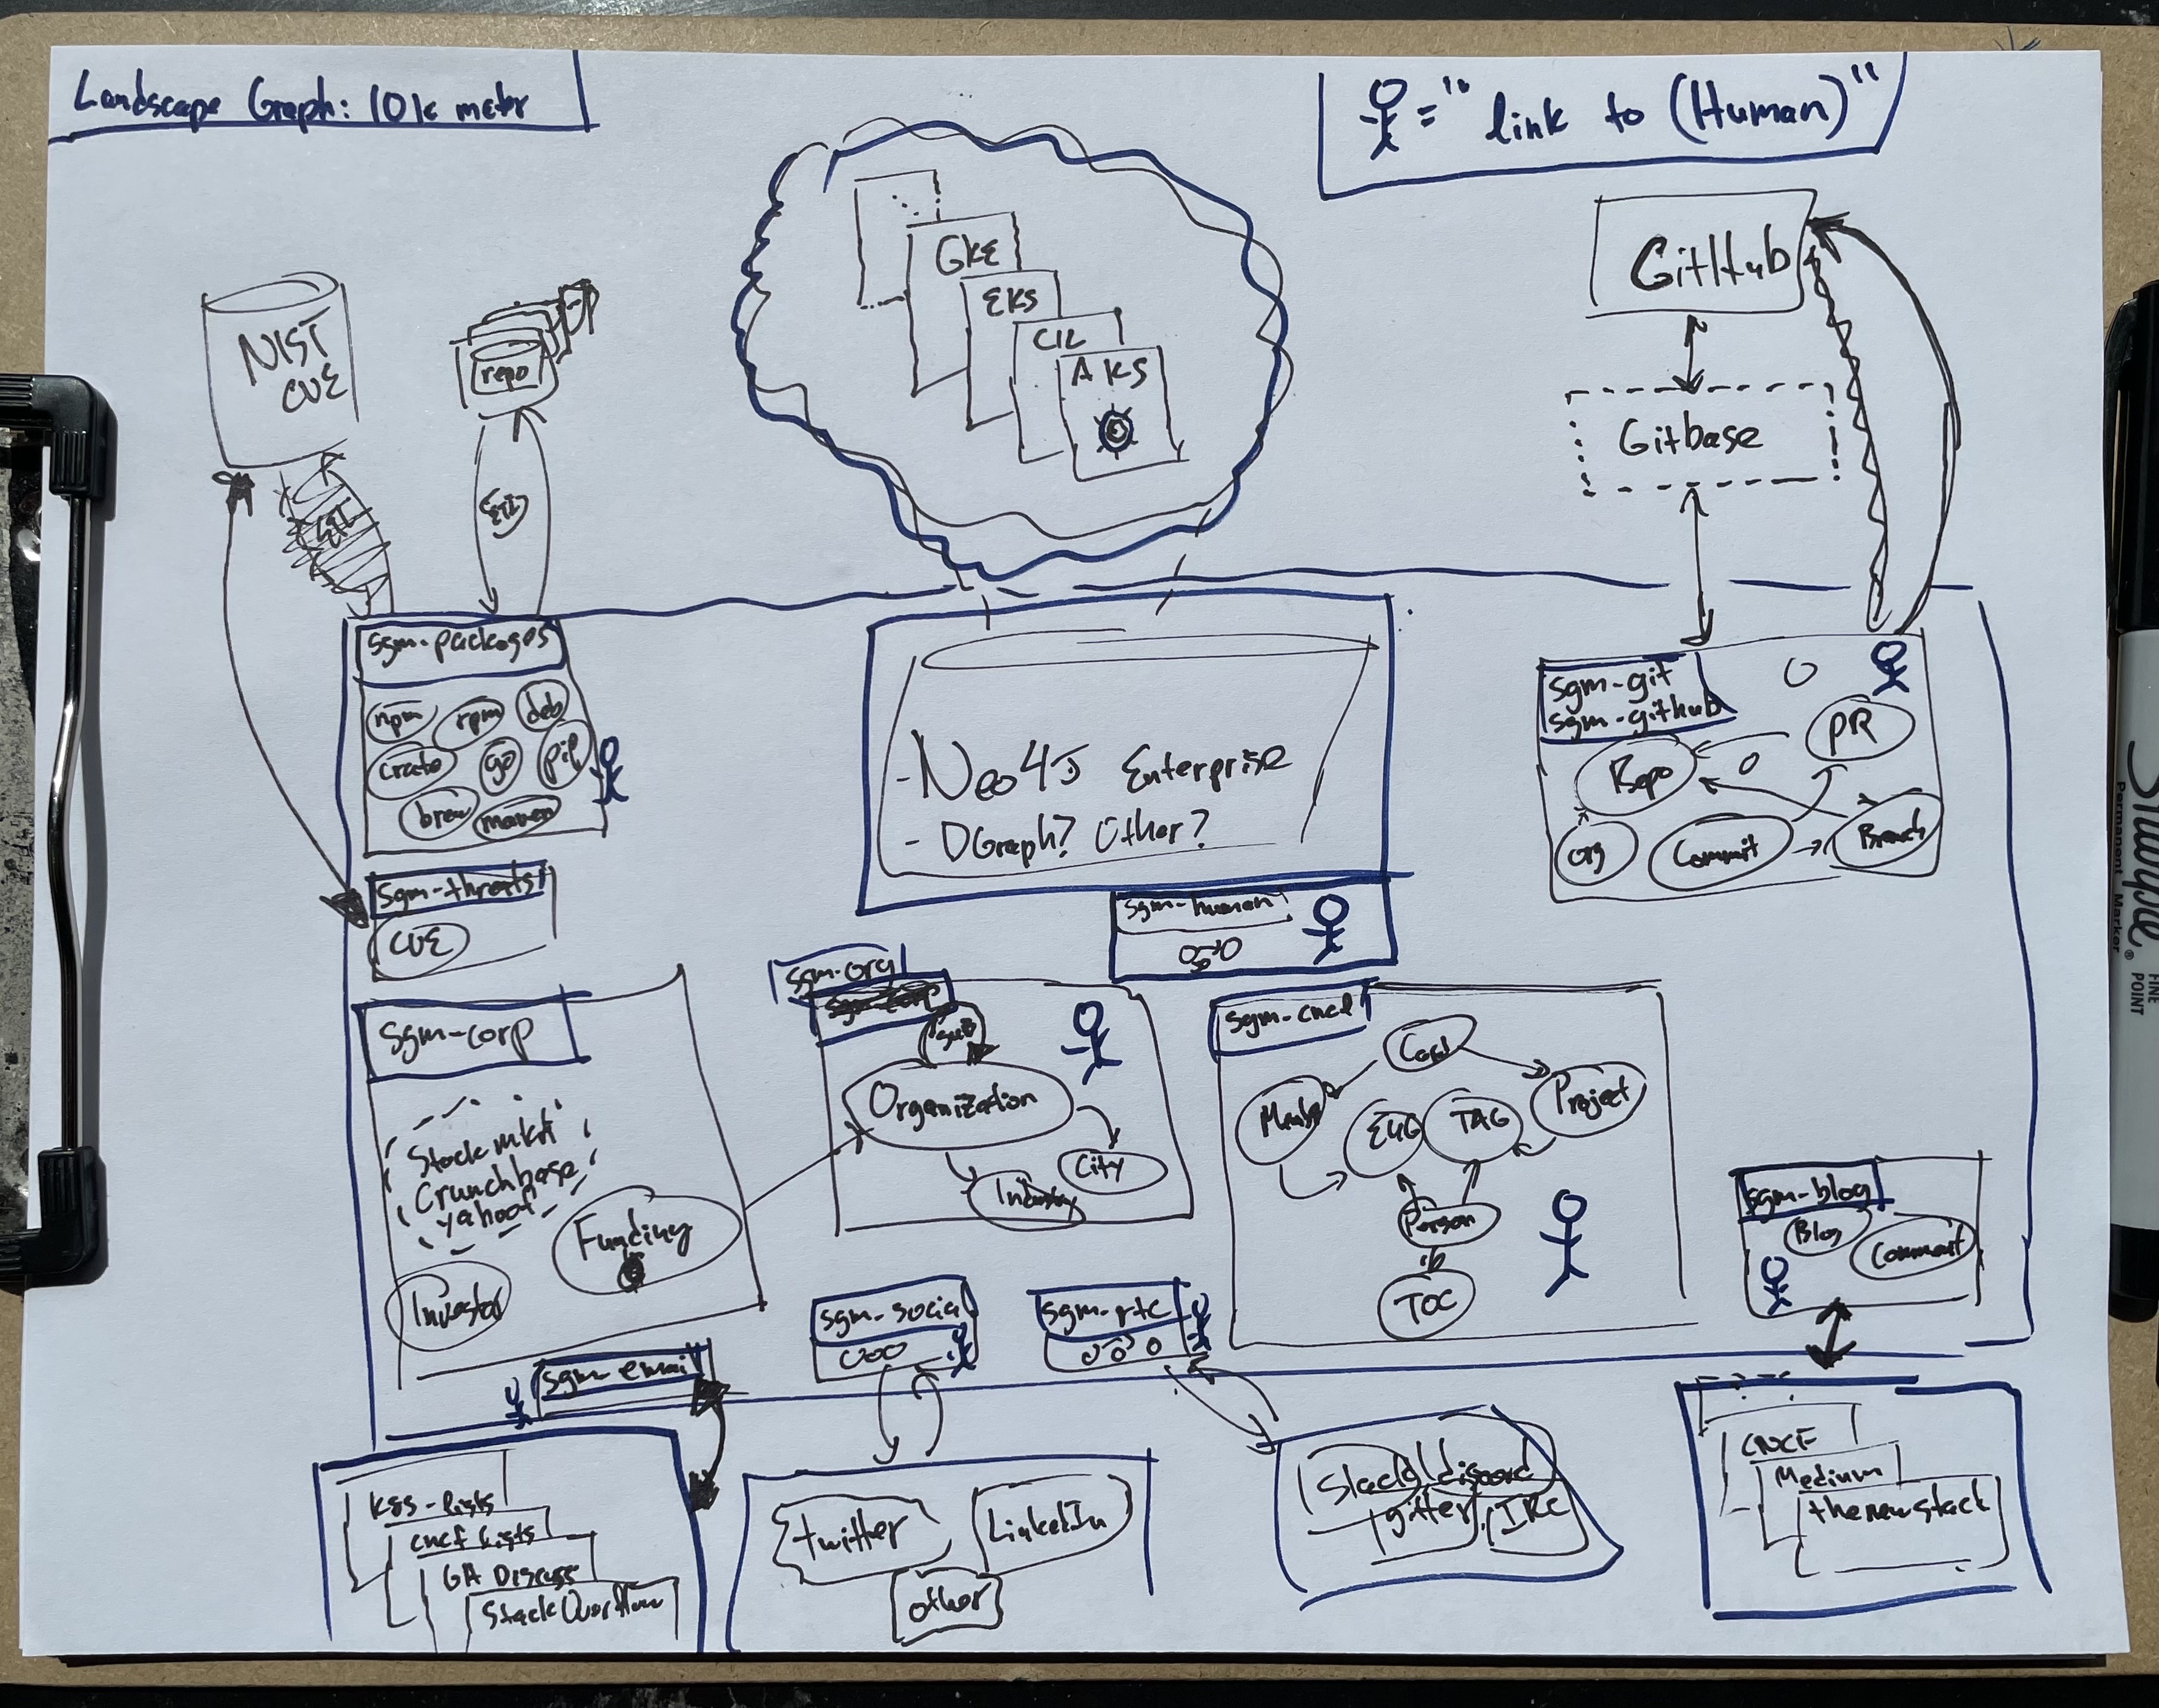 Landscape Graph: 10k meter
= "link to (Human)"
GKE
EKS
CIL
AKS
GitHub
Gitbase
NIST
CVE
repo
ETL
ETL
sgm-packages
npm
rpm
deb
crate
go
pip
brew
maven
sgm-threats
CVE
- Neo4J Enterprise
- DGraph? Other?
sgm-human
sgm-git
sgm-github
PR
Repo
Org
Commit
Branch
sgm-corp
Stock mkt
Crunchbase
Yahoo!
Funding
Investor
sgm-org
sgm-corp
Organization
City
Industry
sgm-cncf
Member
EUG
TAG
Project
Person
TOC
sgm-blog
Blog
Comment
sgm-email
sgm-social
sgm-rtc
k8s-lists
cncf lists
GH Discuss
Stack Overflow
twitter
LinkedIn
other
Slack
discord
gitter
IRC
CNCF
Medium
thenewstack
Sharpie
Permanent Marker
FINE
POINT